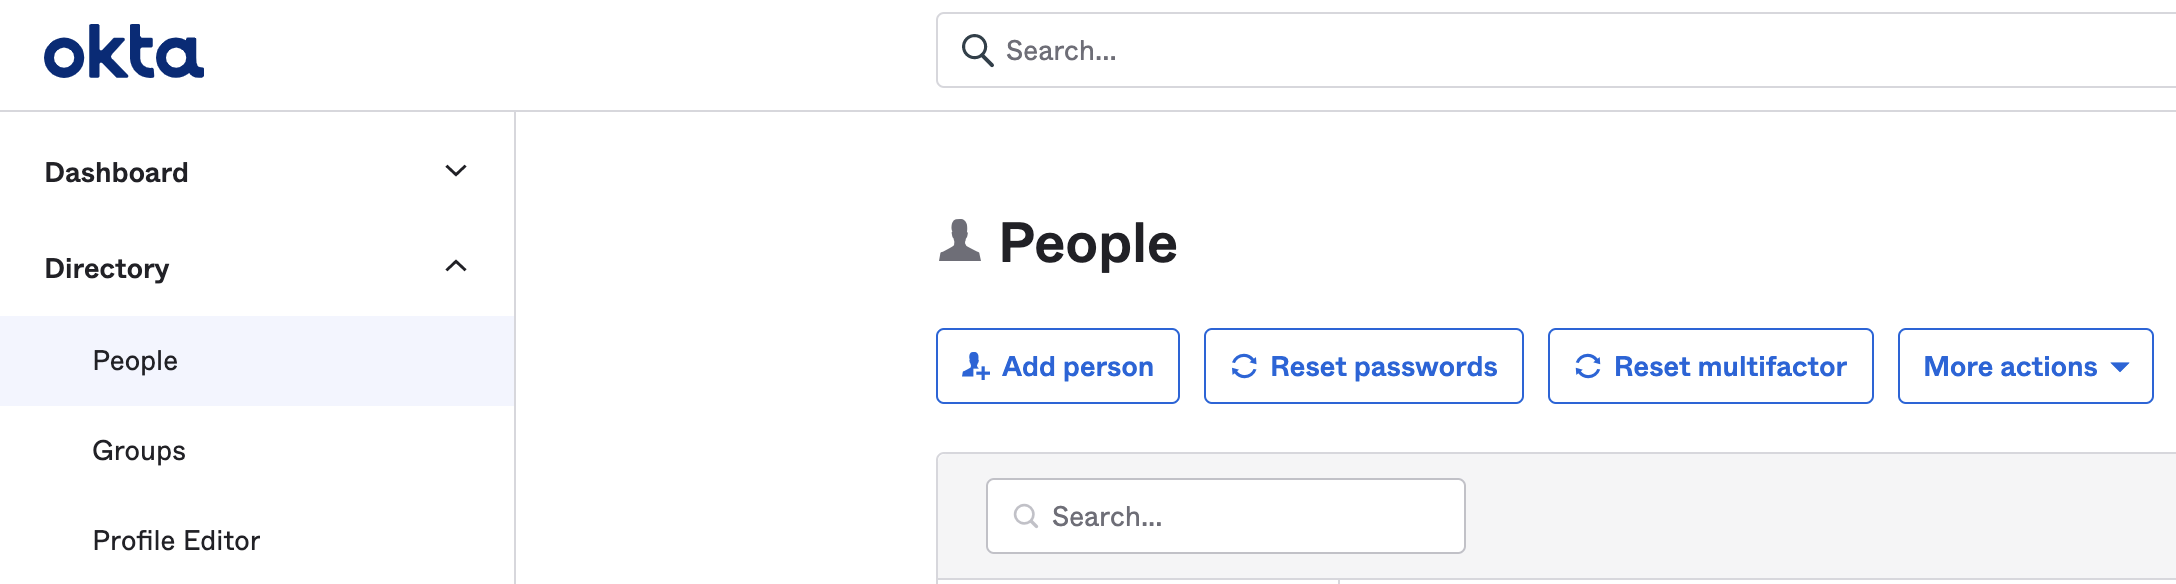 okta
Search...
Dashboard
Directory
People
Groups
Profile Editor
People
Add person
Reset passwords
Reset multifactor
More actions
Search...